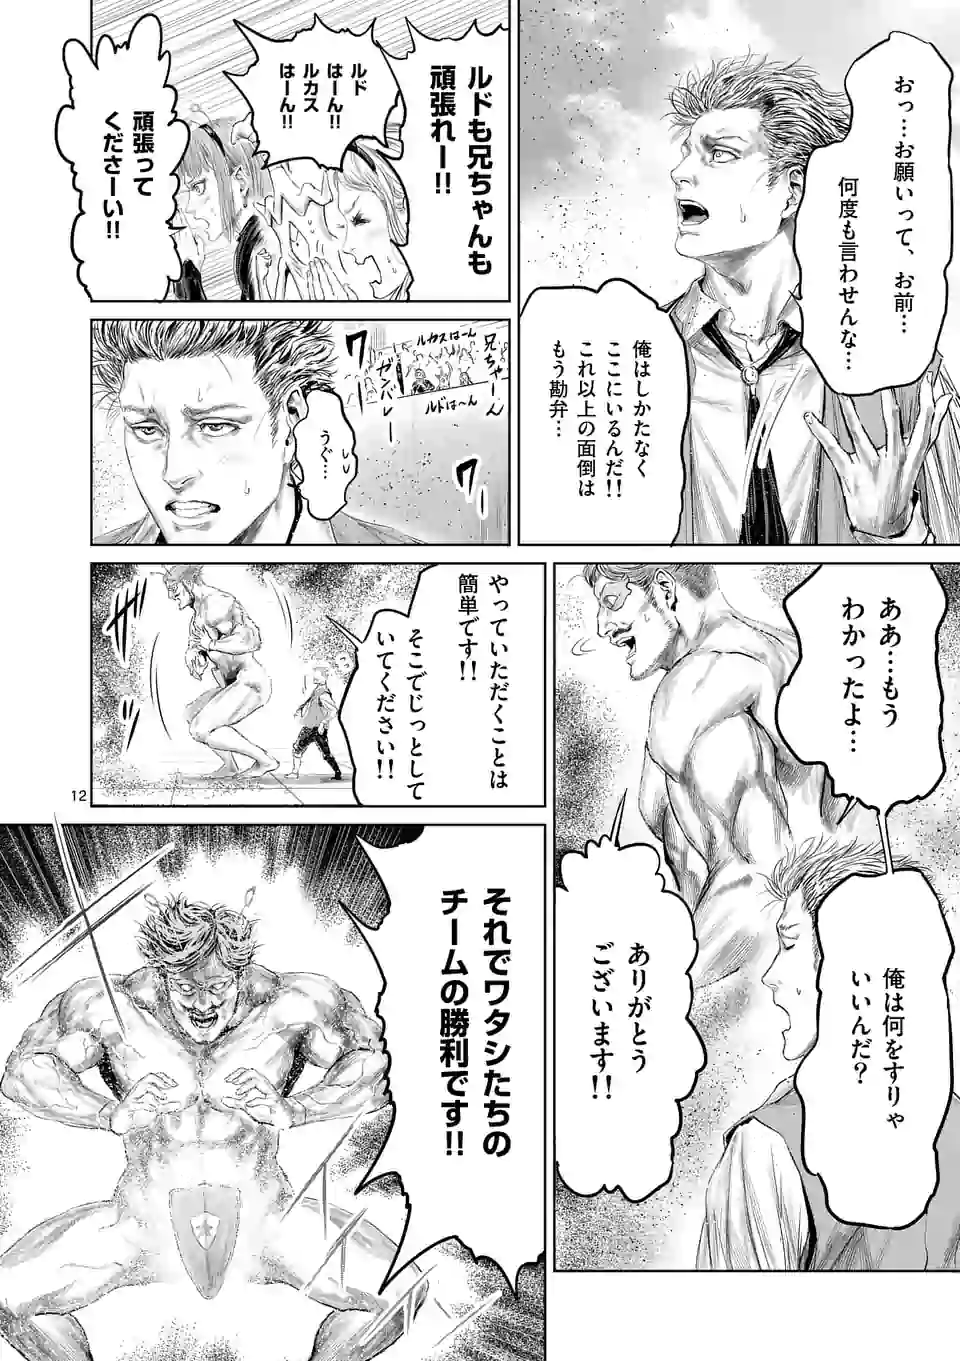 おっ…お願いって、お前…
何度も言わせんな…
俺はしかたなく
ここにいるんだ!!
これ以上の面倒は
もう勘弁…
ルドも兄ちゃんも
頑張れー!!
ルド
はーん!!
ルカス
はーん!!
頑張って
くださーい!!
兄ちゃーん
ルカスはーん
ガンバレー
ルドは〜ん
ワー
ワー
うぐ…
ああ…もう
わかったよ…
俺は何をすりゃ
いいんだ?
ありがとう
ございます!!
やっていただくことは
簡単です!!
そこでじっとして
いてください!!
それでワタシたちの
チームの勝利です!!
12